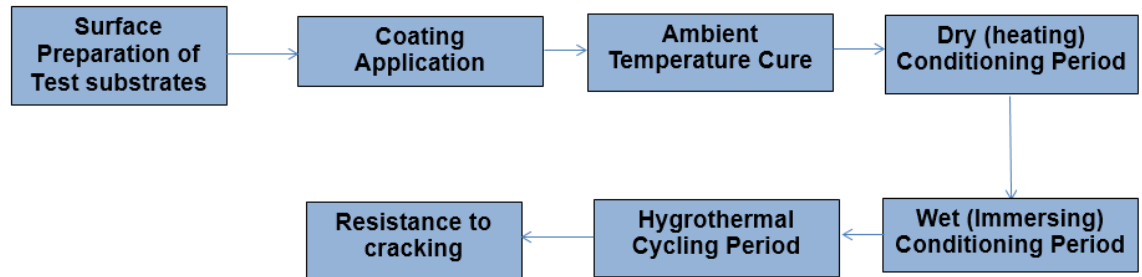 Surface
Preparation of
Test substrates
Coating
Application
Ambient
Temperature Cure
Dry (heating)
Conditioning Period
Wet (Immersing)
Conditioning Period
Hygrothermal
Cycling Period
Resistance to
cracking